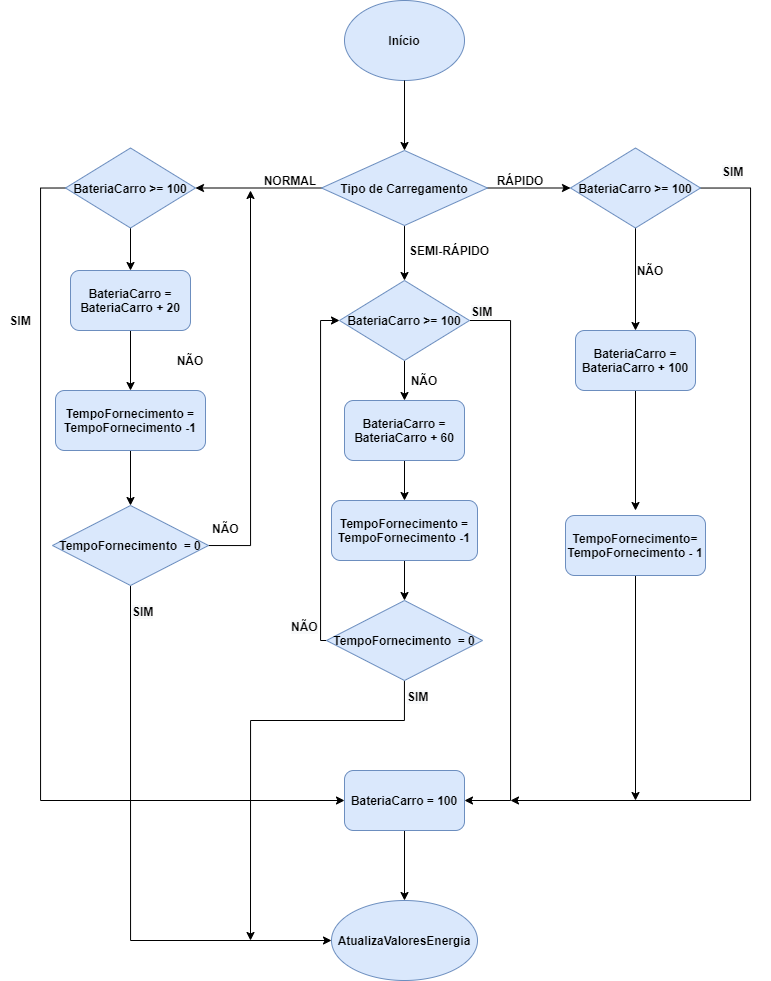 Início
BateriaCarro >= 100
NORMAL
Tipo de Carregamento
RÁPIDO
BateriaCarro >= 100
SIM
SEMI-RÁPIDO
NÃO
BateriaCarro =
BateriaCarro + 20
SIM
BateriaCarro >= 100
SIM
NÃO
BateriaCarro =
BateriaCarro + 100
NÃO
TempoFornecimento =
TempoFornecimento -1
BateriaCarro =
BateriaCarro + 60
NÃO
TempoFornecimento = 0
TempoFornecimento =
TempoFornecimento -1
TempoFornecimento=
TempoFornecimento - 1
SIM
NÃO
TempoFornecimento = 0
SIM
BateriaCarro = 100
AtualizaValoresEnergia